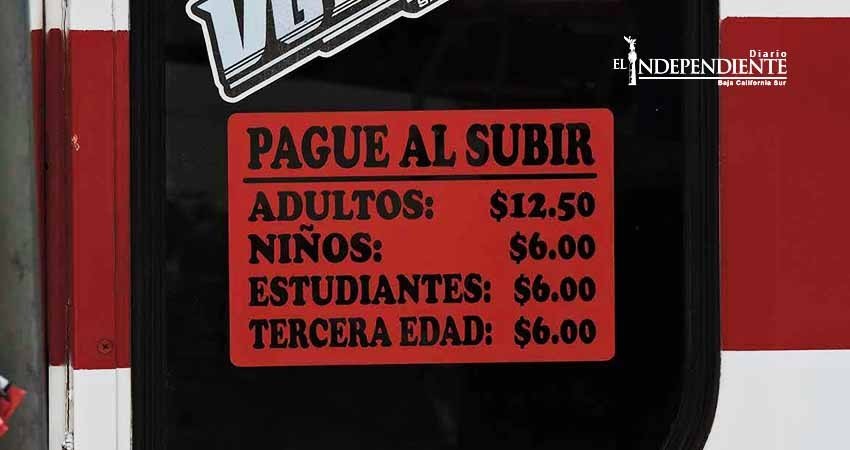 VG
Diario
EL INDEPENDIENTE
Baja California Sur
PAGUE AL SUBIR
ADULTOS: $12.50
NIÑOS: $6.00
ESTUDIANTES: $6.00
TERCERA EDAD: $6.00